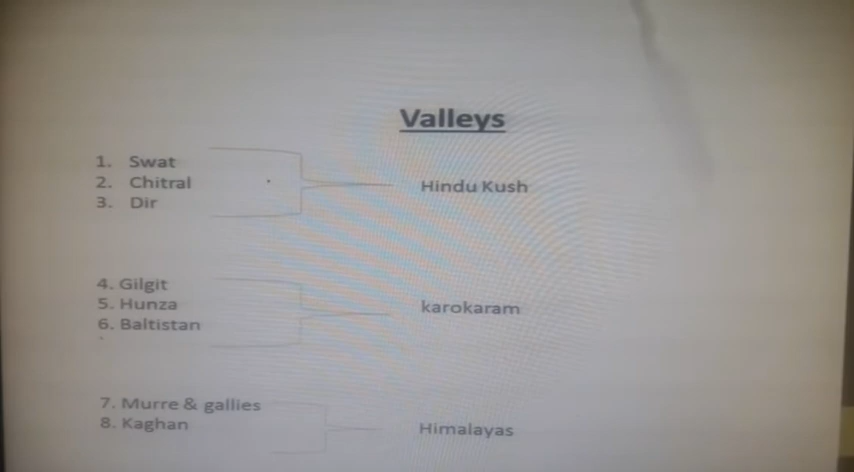 Valleys
1. Swat
2. Chitral
3. Dir
Hindu Kush
4. Gilgit
5. Hunza
6. Baltistan
karokaram
7. Murre & gallies
8. Kaghan
Himalayas